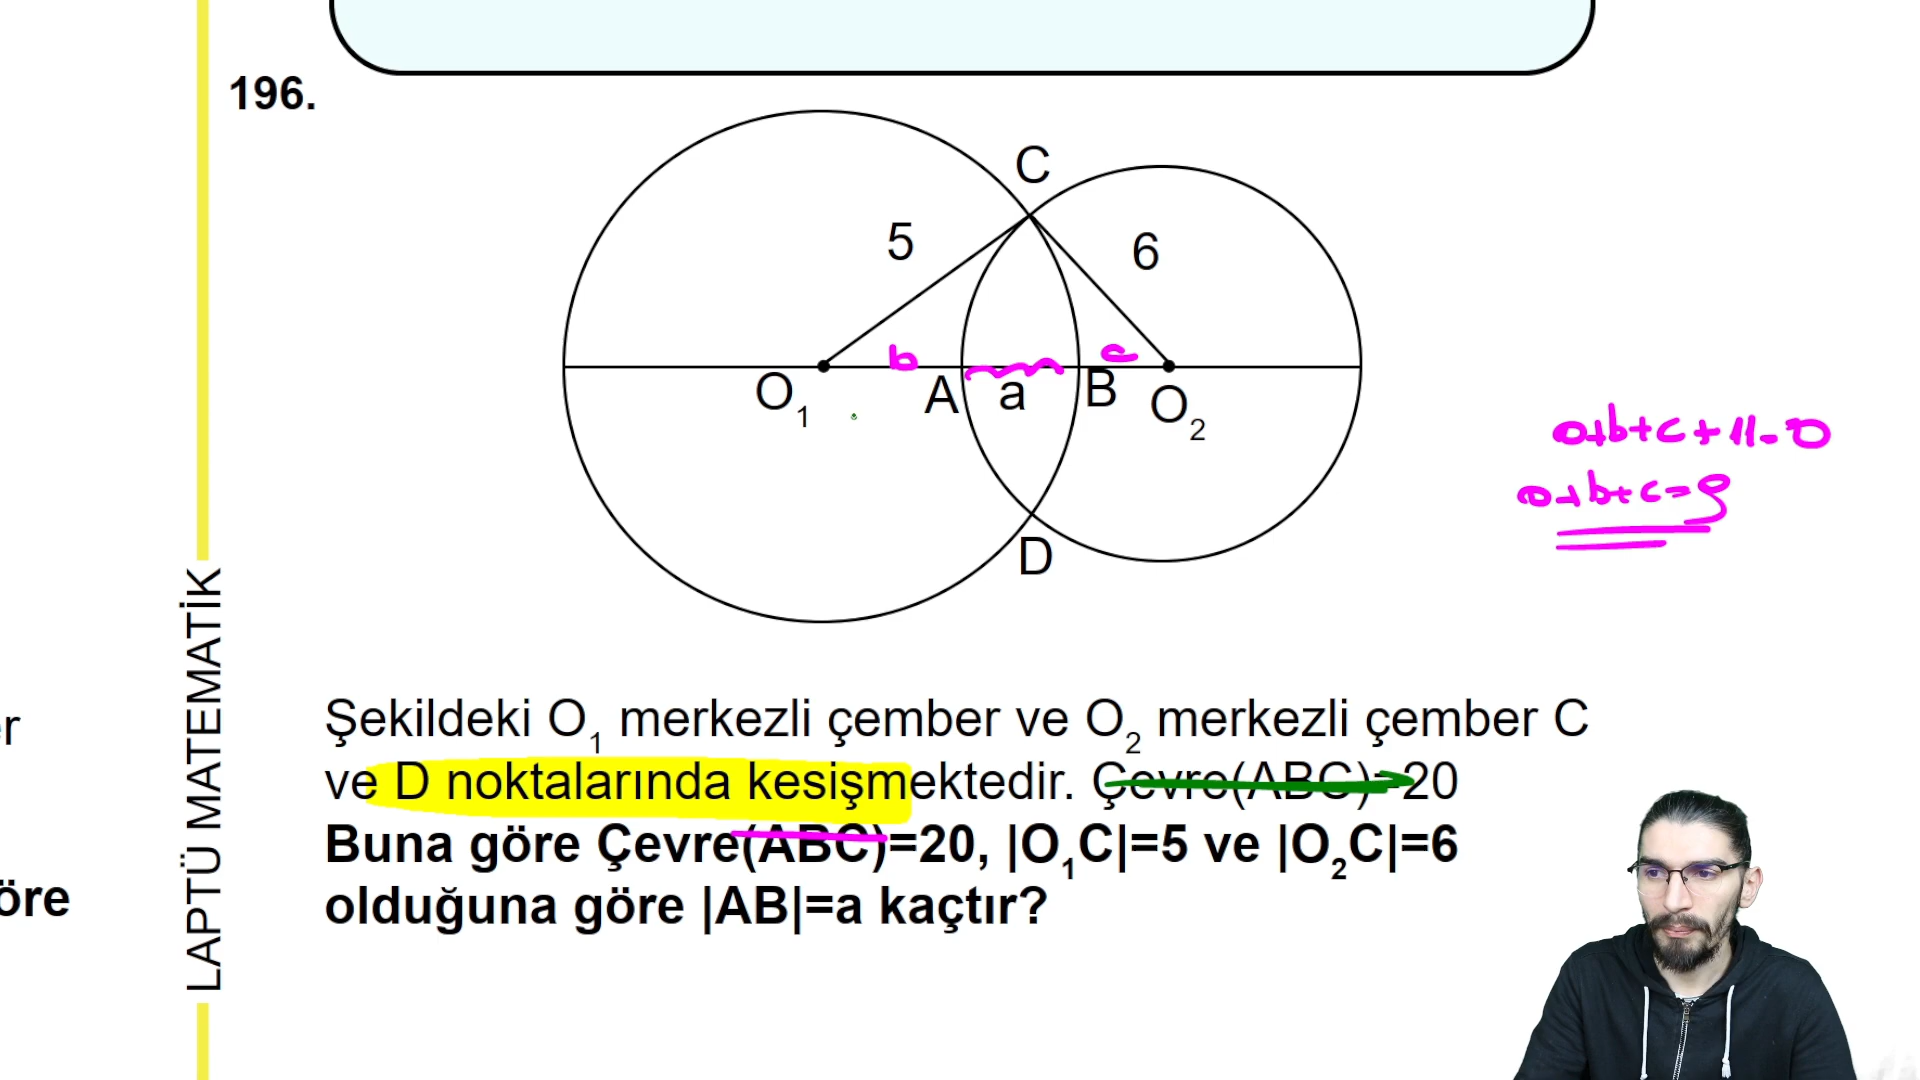 196.
C
5
6
b
c
O1
A
a
B
O2
D
a+b+c+11=20
a+b+c=9
LAPTÜ MATEMATİK
er
öre
Şekildeki O1 merkezli çember ve O2 merkezli çember C
ve D noktalarında kesişmektedir. Çevre(ABC)=20
Buna göre Çevre(ABC)=20, |O1C|=5 ve |O2C|=6
olduğuna göre |AB|=a kaçtır?